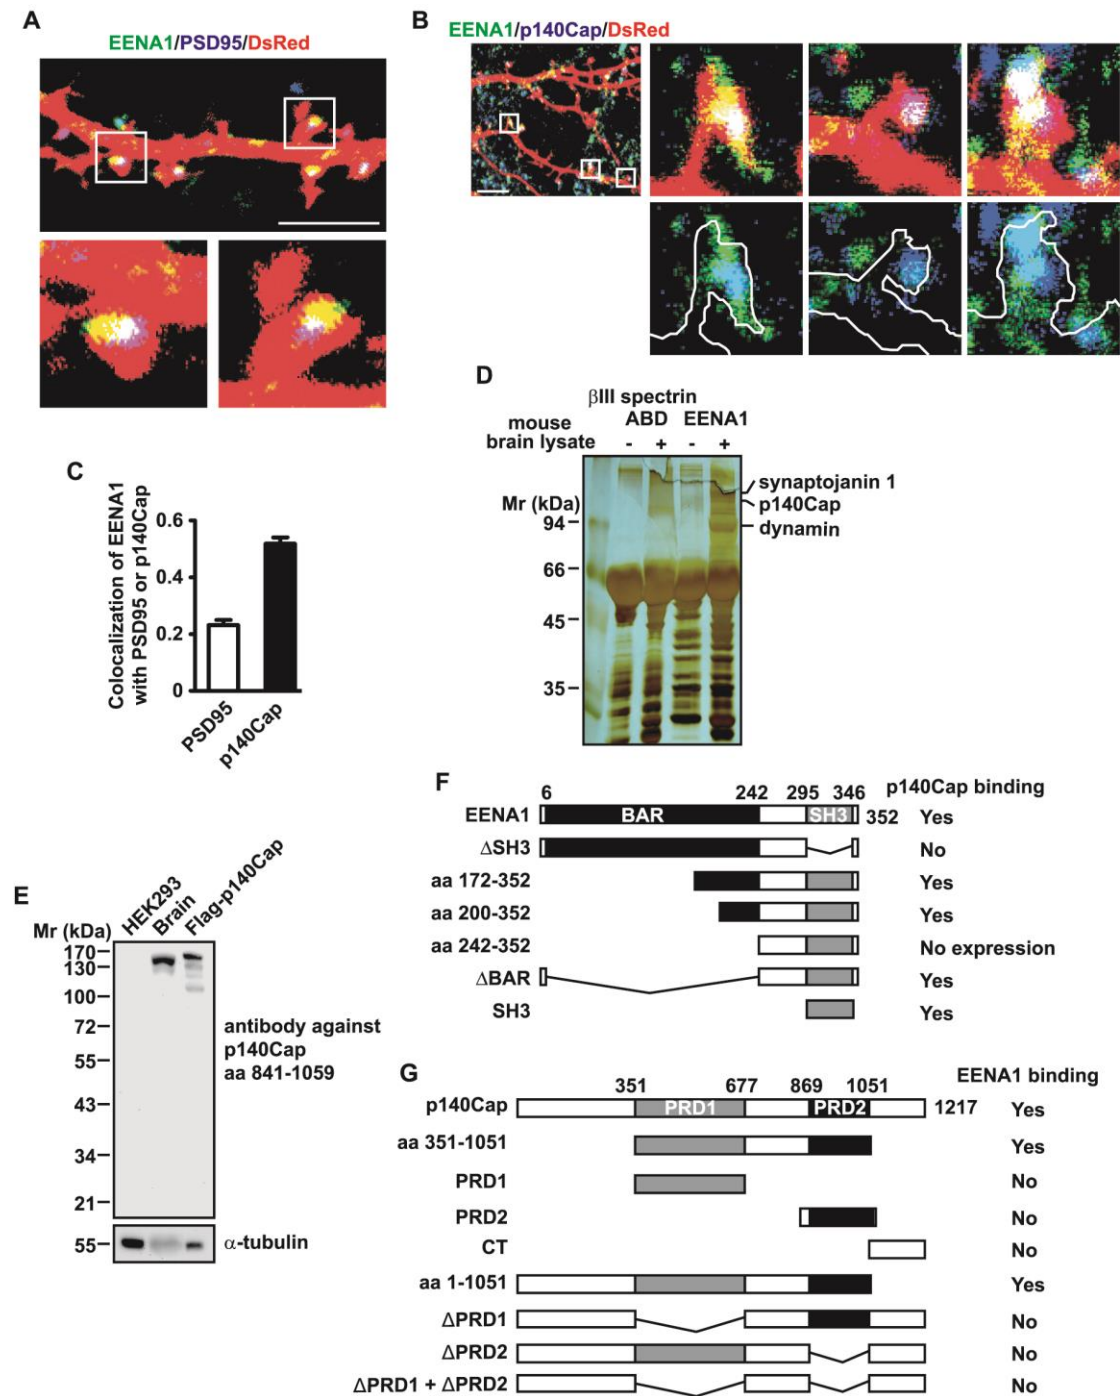 A
EENA1/PSD95/DsRed
B
EENA1/p140Cap/DsRed
C
Colocalization of EENA1
with PSD95 or p140Cap
0.6
0.4
0.2
0
PSD95
p140Cap
D
βIII spectrin
mouse ABD EENA1
brain lysate - + - +
Mr (kDa)
94
66
45
35
synaptojanin 1
p140Cap
dynamin
E
HEK293
Brain
Flag-p140Cap
Mr (kDa)
170
130
100
72
55
43
34
21
55
antibody against
p140Cap
aa 841-1059
α-tubulin
F
6 242 295 346 p140Cap binding
EENA1 BAR SH3 352 Yes
ΔSH3 No
aa 172-352 Yes
aa 200-352 Yes
aa 242-352 No expression
ΔBAR Yes
SH3 Yes
G
351 677 869 1051 EENA1 binding
p140Cap PRD1 PRD2 1217 Yes
aa 351-1051 Yes
PRD1 No
PRD2 No
CT No
aa 1-1051 Yes
ΔPRD1 No
ΔPRD2 No
ΔPRD1 + ΔPRD2 No